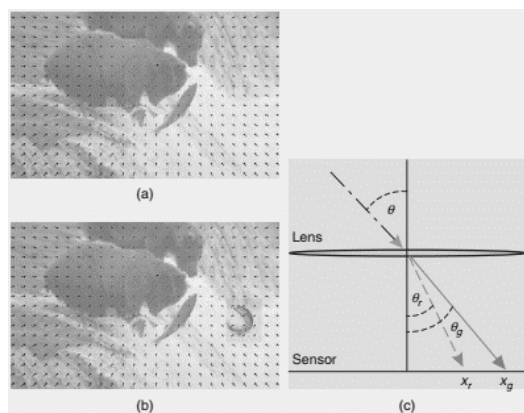 (a)
(b)
Lens
θ
θr
θg
Sensor
xr
xg
(c)